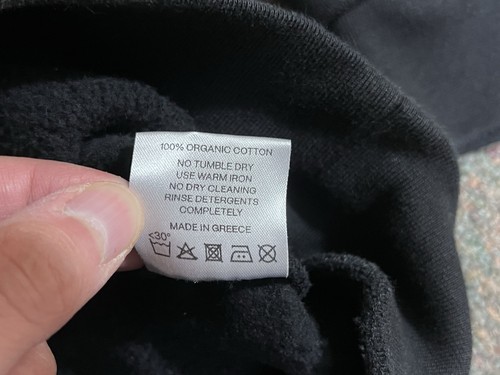 100% ORGANIC COTTON
NO TUMBLE DRY
USE WARM IRON
NO DRY CLEANING
RINSE DETERGENTS
COMPLETELY
MADE IN GREECE
<30°